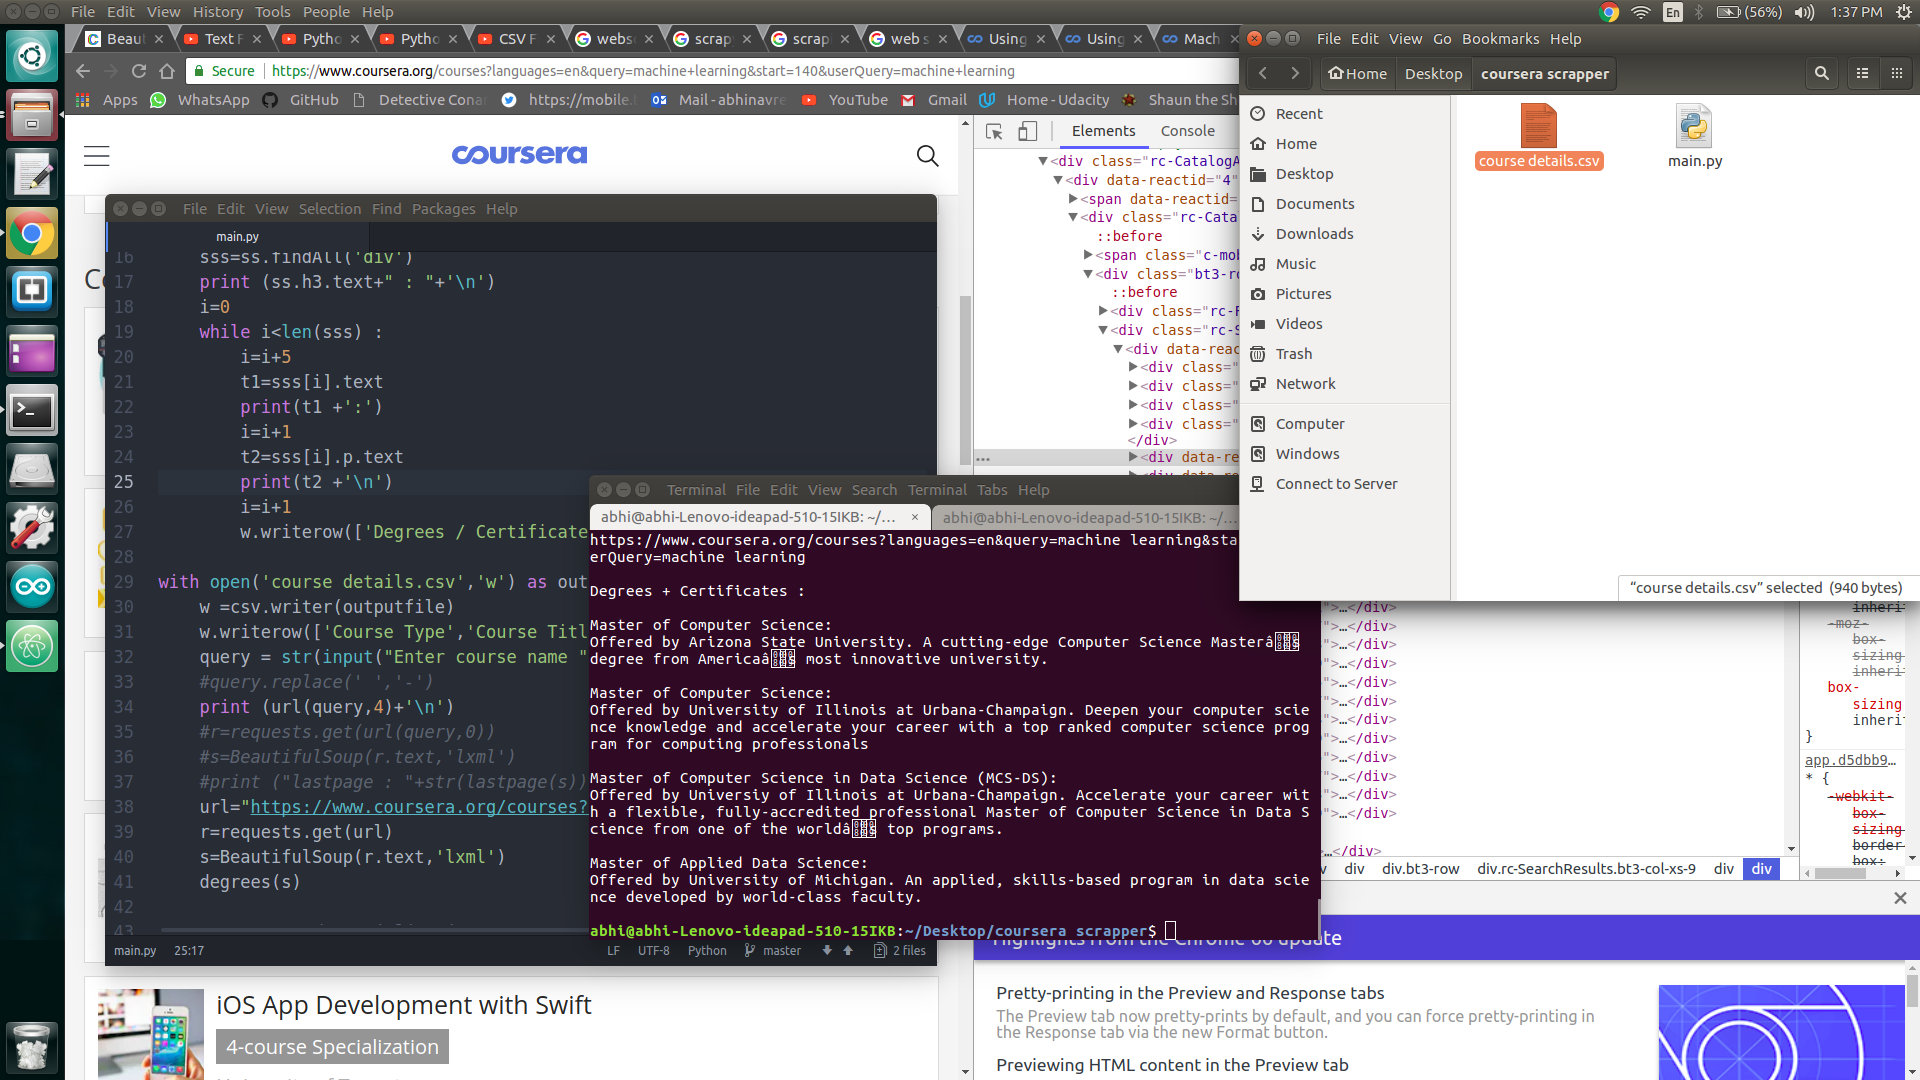 File Edit View History Tools People Help
En (56%) 1:37 PM
Beau Text F Pytho Pytho CSV F webs scrap scrapi web s Using Using Mach
Secure https://www.coursera.org/courses?languages=en&query=machine+learning&start=140&userQuery=machine+learning
Apps WhatsApp GitHub Detective Conan https://mobile. Mail - abhinavre YouTube Gmail Home - Udacity Shaun the Sh
coursera
File Edit View Selection Find Packages Help
main.py
16 sss=ss.findAll('div')
17 print (ss.h3.text+" : "+'\n')
18 i=0
19 while i<len(sss) :
20 i=i+5
21 t1=sss[i].text
22 print(t1 +':')
23 i=i+1
24 t2=sss[i].p.text
25 print(t2 +'\n')
26 i=i+1
27 w.writerow(['Degrees / Certificate
28
29 with open('course details.csv','w') as out
30 w =csv.writer(outputfile)
31 w.writerow(['Course Type','Course Titl
32 query = str(input("Enter course name "
33 #query.replace(' ','-')
34 print (url(query,4)+'\n')
35 #r=requests.get(url(query,0))
36 #s=BeautifulSoup(r.text,'lxml')
37 #print ("lastpage : "+str(lastpage(s))
38 url="https://www.coursera.org/courses?
39 r=requests.get(url)
40 s=BeautifulSoup(r.text,'lxml')
41 degrees(s)
42
43
main.py 25:17 LF UTF-8 Python master 2 files
iOS App Development with Swift
4-course Specialization
Elements Console
<div class="rc-CatalogA
<div data-reactid="4"
<span data-reactid=
<div class="rc-Cata
::before
<span class="c-mob
<div class="bt3-ro
::before
<div class="rc-F
<div class="rc-S
<div data-reac
<div class="
<div class="
<div class="
<div class="
</div>
<div data-re
Terminal File Edit View Search Terminal Tabs Help
abhi@abhi-Lenovo-ideapad-510-15IKB: ~/... × abhi@abhi-Lenovo-ideapad-510-15IKB: ~/...
https://www.coursera.org/courses?languages=en&query=machine learning&sta
erQuery=machine learning
Degrees + Certificates :
Master of Computer Science:
Offered by Arizona State University. A cutting-edge Computer Science Masterâ
degree from Americaâ most innovative university.
Master of Computer Science:
Offered by University of Illinois at Urbana-Champaign. Deepen your computer scie
nce knowledge and accelerate your career with a top ranked computer science prog
ram for computing professionals
Master of Computer Science in Data Science (MCS-DS):
Offered by Universiy of Illinois at Urbana-Champaign. Accelerate your career wit
h a flexible, fully-accredited professional Master of Computer Science in Data S
cience from one of the worldâ top programs.
Master of Applied Data Science:
Offered by University of Michigan. An applied, skills-based program in data scie
nce developed by world-class faculty.
abhi@abhi-Lenovo-ideapad-510-15IKB:~/Desktop/coursera scrapper$
File Edit View Go Bookmarks Help
Home Desktop coursera scrapper
Recent
Home
Desktop
Documents
Downloads
Music
Pictures
Videos
Trash
Network
Computer
Windows
Connect to Server
course details.csv
main.py
“course details.csv” selected (940 bytes)
">…</div>
">…</div>
">…</div>
">…</div>
">…</div>
">…</div>
">…</div>
">…</div>
">…</div>
">…</div>
">…</div>
">…</div>
…</div>
inherit
-moz-
box-
sizing
inherit
box-
sizing
inherit
}
app.d5dbb9…
* {
-webkit-
box-
sizing
border
box;
div div.bt3-row div.rc-SearchResults.bt3-col-xs-9 div div
Highlights from the Chrome 66 update
Pretty-printing in the Preview and Response tabs
The Preview tab now pretty-prints by default, and you can force pretty-printing in
the Response tab via the new Format button.
Previewing HTML content in the Preview tab